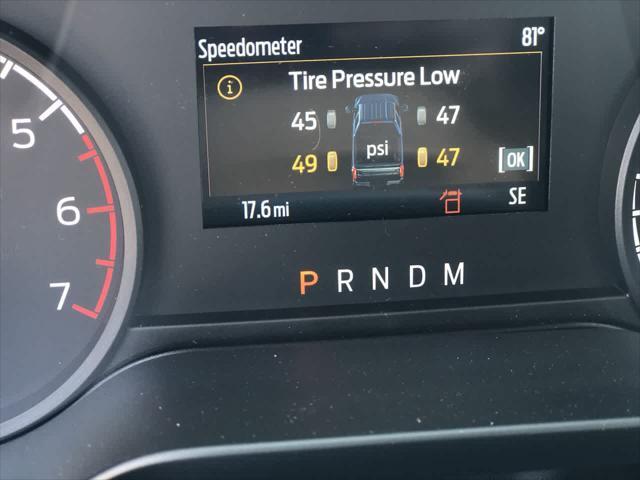 Speedometer 81°
Tire Pressure Low
45 47
psi
49 47 [OK]
17.6 mi SE
P R N D M
5
6
7